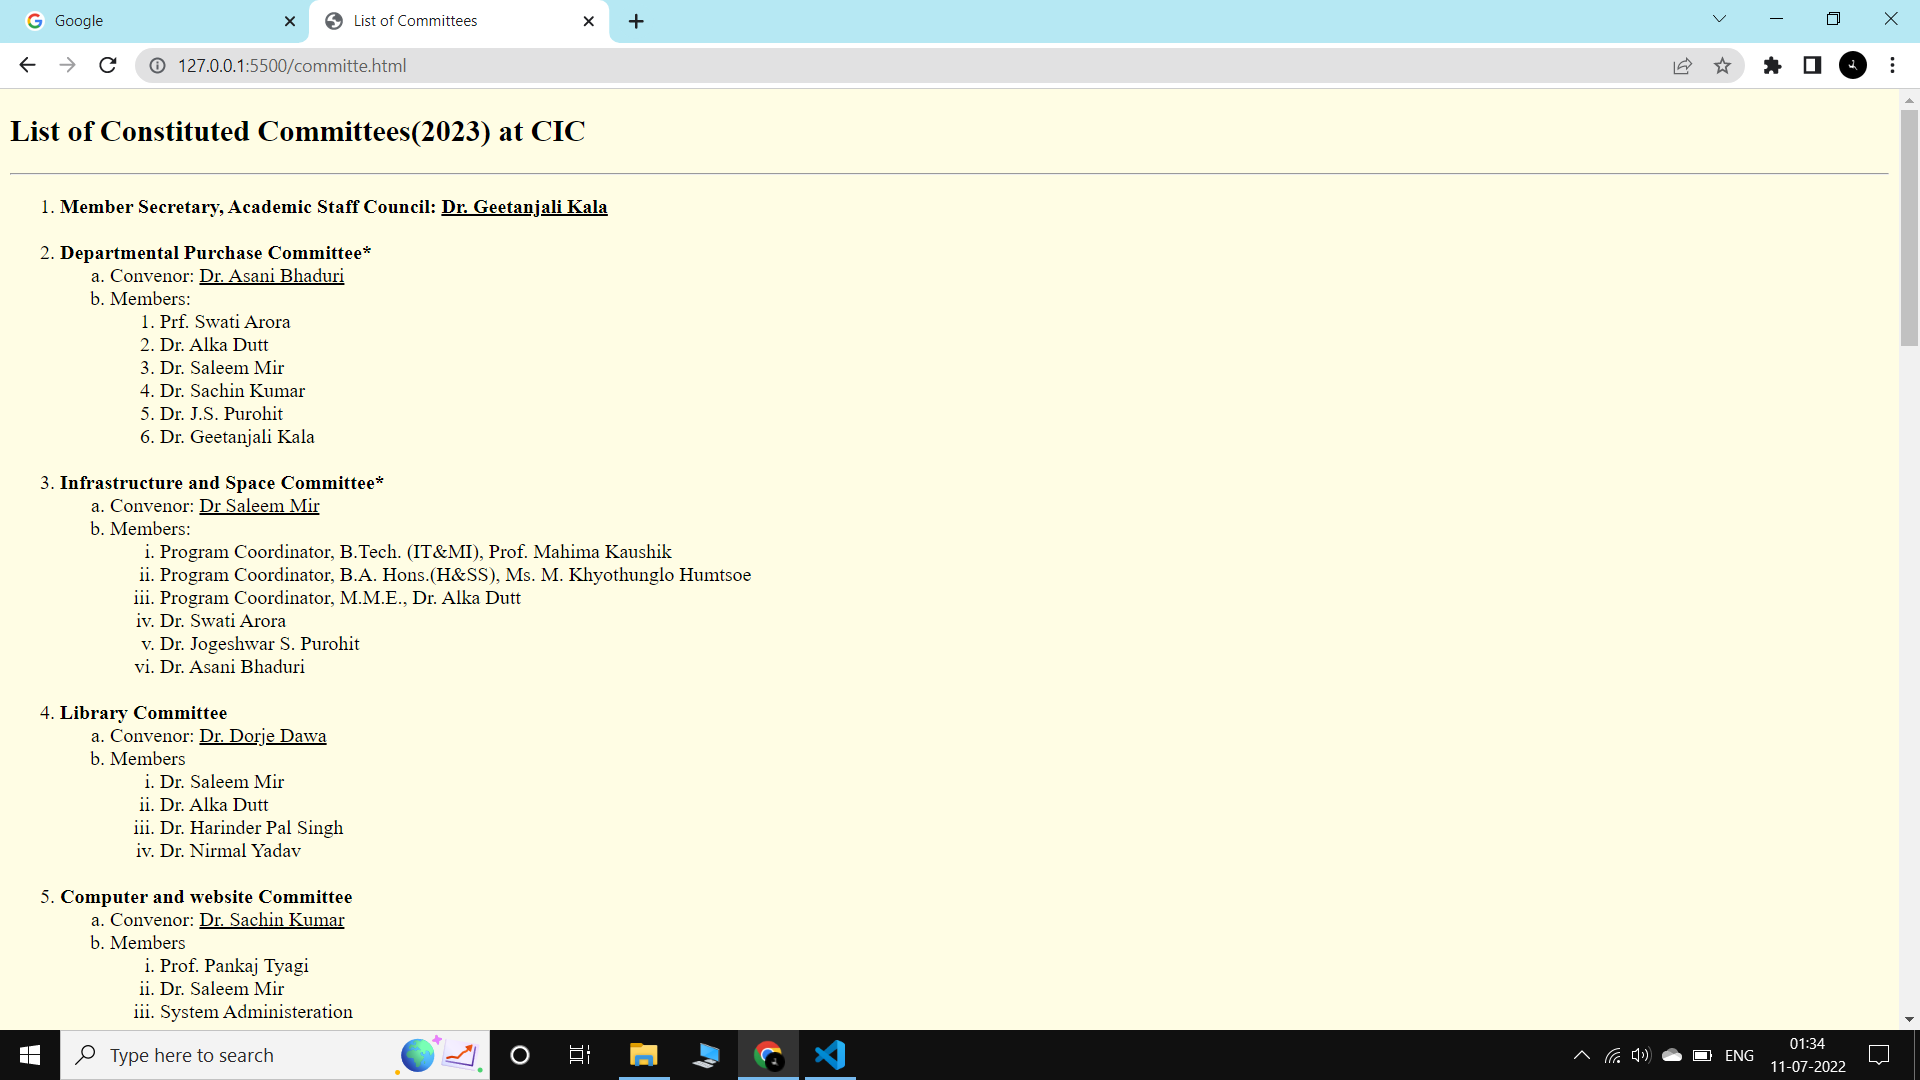 Google
List of Committees
127.0.0.1:5500/committe.html
List of Constituted Committees(2023) at CIC
1. Member Secretary, Academic Staff Council: Dr. Geetanjali Kala
2. Departmental Purchase Committee*
a. Convenor: Dr. Asani Bhaduri
b. Members:
1. Prf. Swati Arora
2. Dr. Alka Dutt
3. Dr. Saleem Mir
4. Dr. Sachin Kumar
5. Dr. J.S. Purohit
6. Dr. Geetanjali Kala
3. Infrastructure and Space Committee*
a. Convenor: Dr Saleem Mir
b. Members:
i. Program Coordinator, B.Tech. (IT&MI), Prof. Mahima Kaushik
ii. Program Coordinator, B.A. Hons.(H&SS), Ms. M. Khyothunglo Humtsoe
iii. Program Coordinator, M.M.E., Dr. Alka Dutt
iv. Dr. Swati Arora
v. Dr. Jogeshwar S. Purohit
vi. Dr. Asani Bhaduri
4. Library Committee
a. Convenor: Dr. Dorje Dawa
b. Members
i. Dr. Saleem Mir
ii. Dr. Alka Dutt
iii. Dr. Harinder Pal Singh
iv. Dr. Nirmal Yadav
5. Computer and website Committee
a. Convenor: Dr. Sachin Kumar
b. Members
i. Prof. Pankaj Tyagi
ii. Dr. Saleem Mir
iii. System Administeration
Type here to search
ENG
01:34
11-07-2022